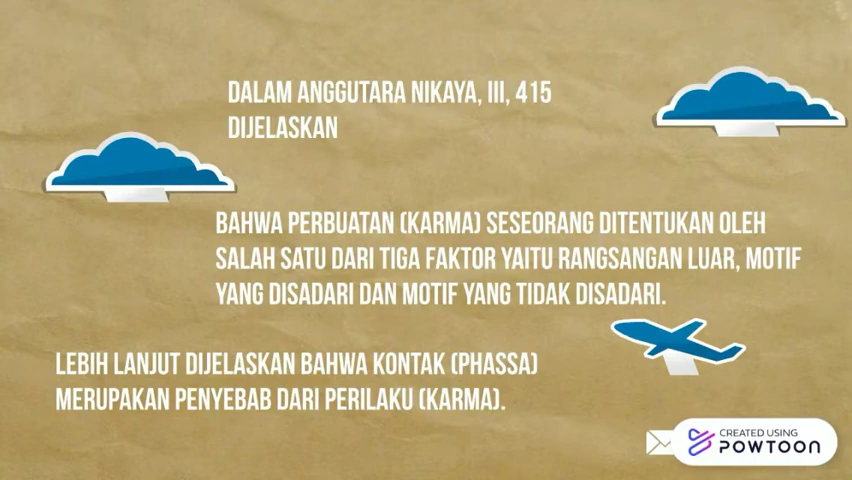 DALAM ANGGUTARA NIKAYA, III, 415
DIJELASKAN
BAHWA PERBUATAN (KARMA) SESEORANG DITENTUKAN OLEH
SALAH SATU DARI TIGA FAKTOR YAITU RANGSANGAN LUAR, MOTIF
YANG DISADARI DAN MOTIF YANG TIDAK DISADARI.
LEBIH LANJUT DIJELASKAN BAHWA KONTAK (PHASSA)
MERUPAKAN PENYEBAB DARI PERILAKU (KARMA).
CREATED USING
POWTOON